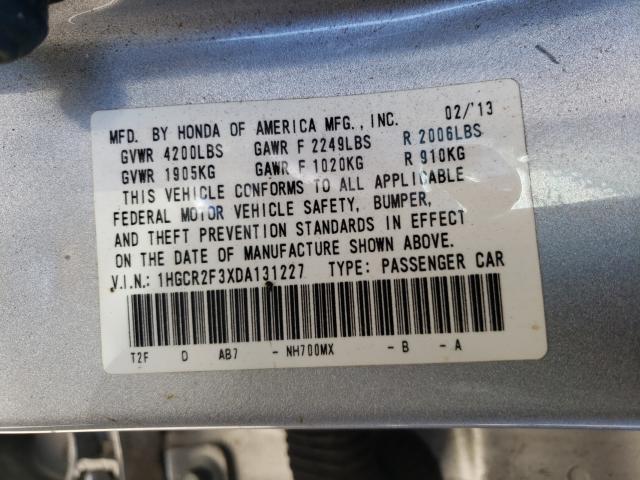 MFD. BY HONDA OF AMERICA MFG., INC. 02/'13
GVWR 4200LBS GAWR F 2249LBS R 2006LBS
GVWR 1905KG GAWR F 1020KG R 910KG
THIS VEHICLE CONFORMS TO ALL APPLICABLE
FEDERAL MOTOR VEHICLE SAFETY, BUMPER,
AND THEFT PREVENTION STANDARDS IN EFFECT
ON THE DATE OF MANUFACTURE SHOWN ABOVE.
V.I.N.: 1HGCR2F3XDA131227 TYPE: PASSENGER CAR
T2F D AB7 - NH700MX - B - A